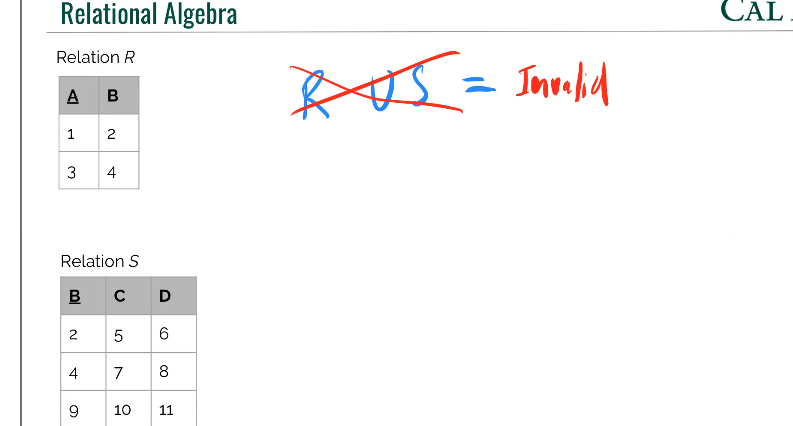 Relational Algebra
CAL
Relation R
R ∪ S = Invalid
A B
1 2
3 4
Relation S
B C D
2 5 6
4 7 8
9 10 11